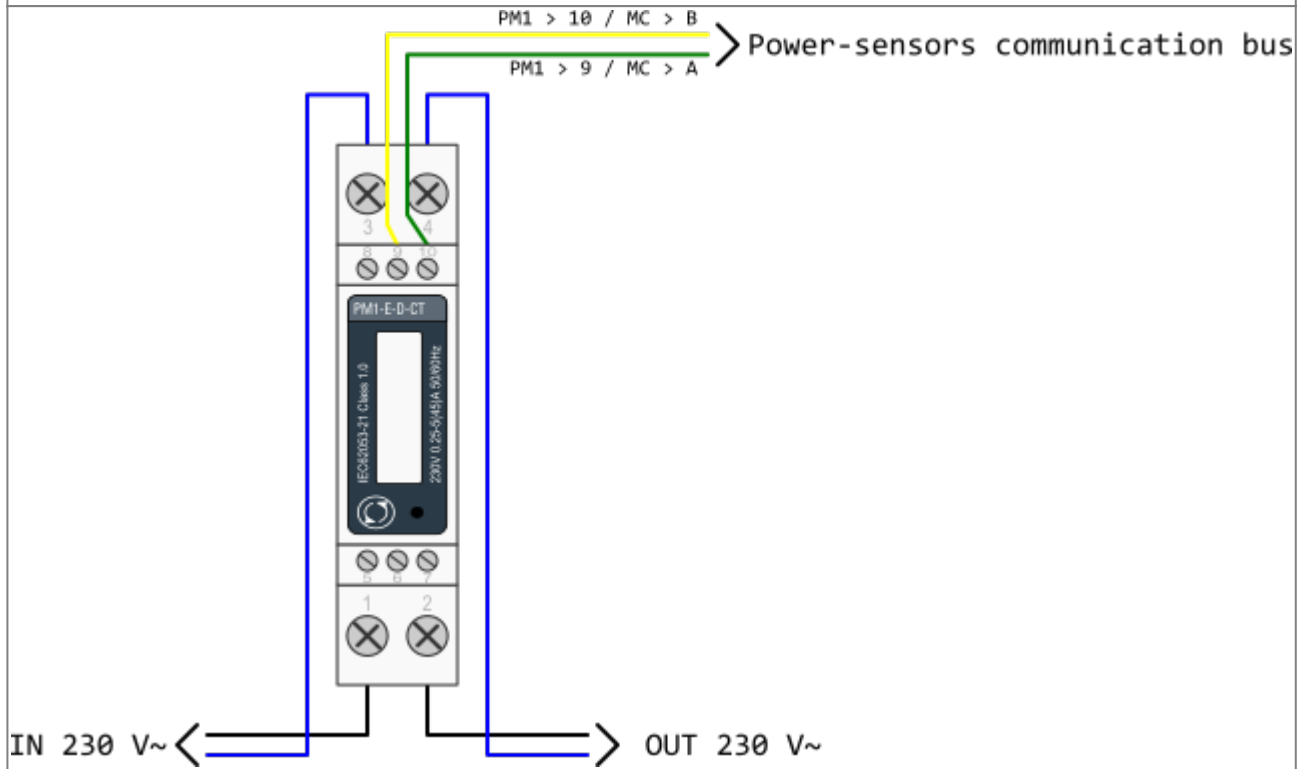 PM1 > 10 / MC > B
Power-sensors communication bus
PM1 > 9 / MC > A
3 4
8 9 10
PM1-E-D-CT
IEC62053-21 Class 1.0
230V 0.25-5(45)A 50/60Hz
5 6 7
1 2
IN 230 V~
OUT 230 V~